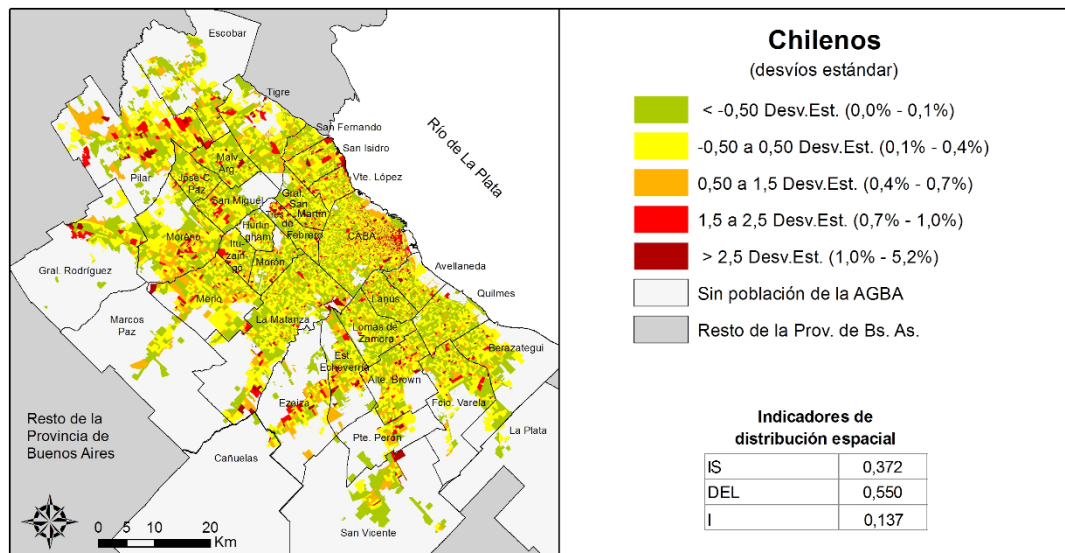 Escobar
Tigre
San Fernando
San Isidro
Río de La Plata
Malv.
Arg.
Vte. López
Pilar
José C.
Paz
San Miguel
Gral.
San
Martín
Tres
de
Febrero
Hurlin
gham
CABA
Moreno
Itu-
zain
go
Morón
Avellaneda
Gral. Rodríguez
Quilmes
Merlo
Lanús
Marcos
Paz
La Matanza
Lomas de
Zamora
Berazategui
Est.
Echeverría
Alte. Brown
Ezeiza
Fcio. Varela
La Plata
Resto de la
Provincia de
Buenos Aires
Pte. Perón
Cañuelas
San Vicente
0 5 10 20
Km
Chilenos
(desvíos estándar)
< -0,50 Desv.Est. (0,0% - 0,1%)
-0,50 a 0,50 Desv.Est. (0,1% - 0,4%)
0,50 a 1,5 Desv.Est. (0,4% - 0,7%)
1,5 a 2,5 Desv.Est. (0,7% - 1,0%)
> 2,5 Desv.Est. (1,0% - 5,2%)
Sin población de la AGBA
Resto de la Prov. de Bs. As.
Indicadores de
distribución espacial
IS 0,372
DEL 0,550
I 0,137